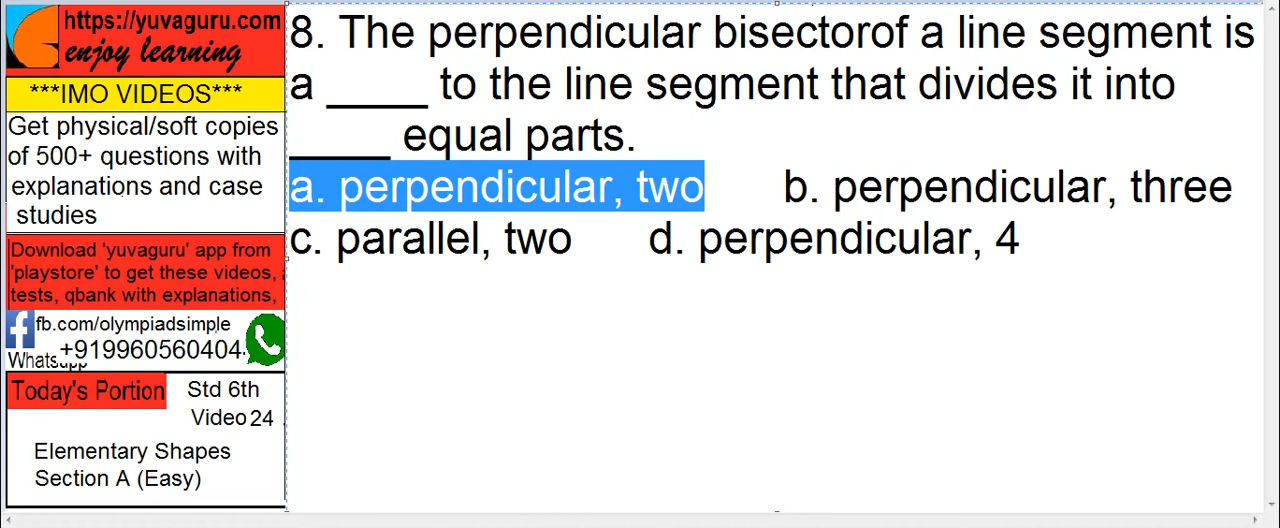 https://yuvaguru.com
enjoy learning
***IMO VIDEOS***
Get physical/soft copies
of 500+ questions with
explanations and case
studies
Download 'yuvaguru' app from
'playstore' to get these videos,
tests, qbank with explanations,
fb.com/olympiadsimple
+919960560404
Whatsapp
Today's Portion
Std 6th
Video 24
Elementary Shapes
Section A (Easy)
8. The perpendicular bisectorof a line segment is
a ____ to the line segment that divides it into
____ equal parts.
a. perpendicular, two b. perpendicular, three
c. parallel, two d. perpendicular, 4